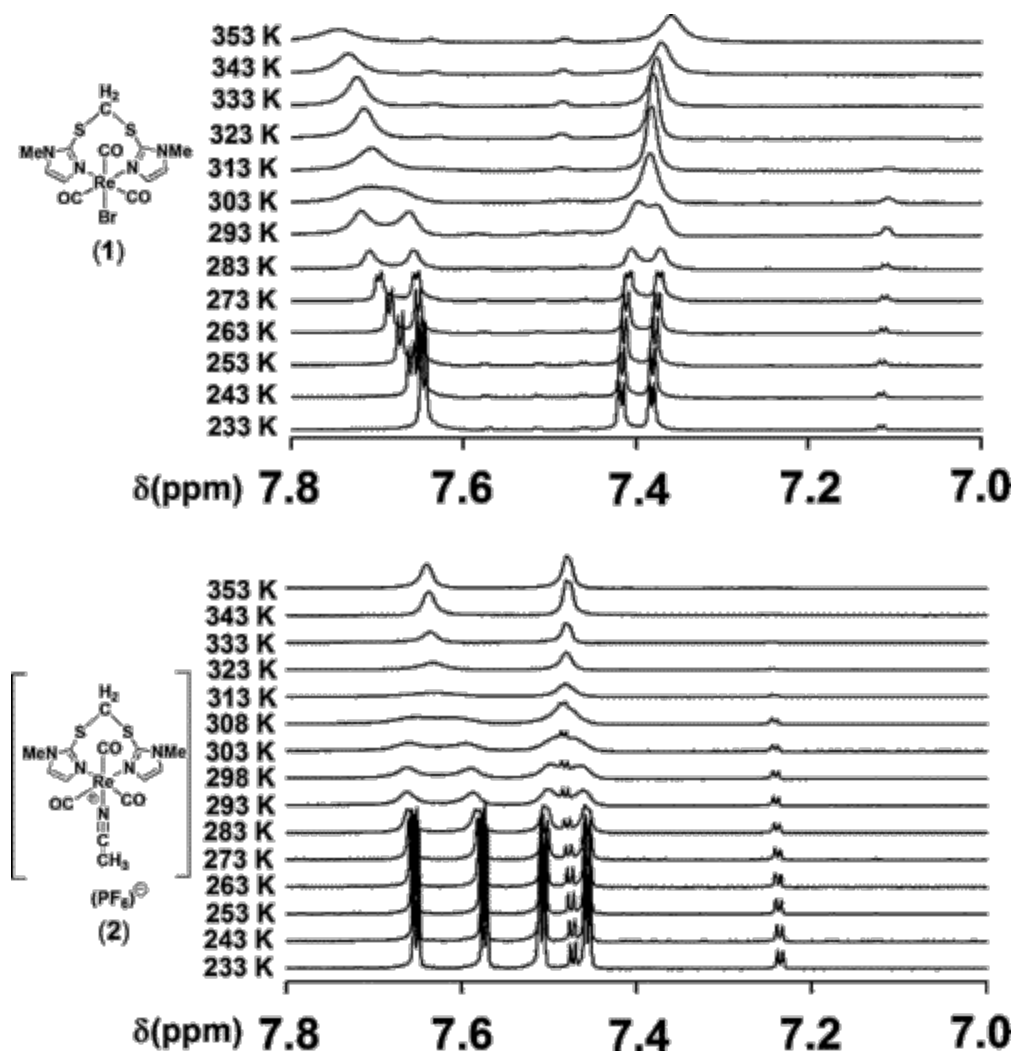 353 K
343 K
333 K
323 K
313 K
303 K
293 K
283 K
273 K
263 K
253 K
243 K
233 K
H₂
C
S S
MeN CO NMe
N Re N
OC CO
Br
(1)
δ(ppm) 7.8 7.6 7.4 7.2 7.0
353 K
343 K
333 K
323 K
313 K
308 K
303 K
298 K
293 K
283 K
273 K
263 K
253 K
243 K
233 K
H₂
C
S S
MeN CO NMe
N Re N
OC ⊕ CO
N
C
CH₃
(PF₆)⊖
(2)
δ(ppm) 7.8 7.6 7.4 7.2 7.0